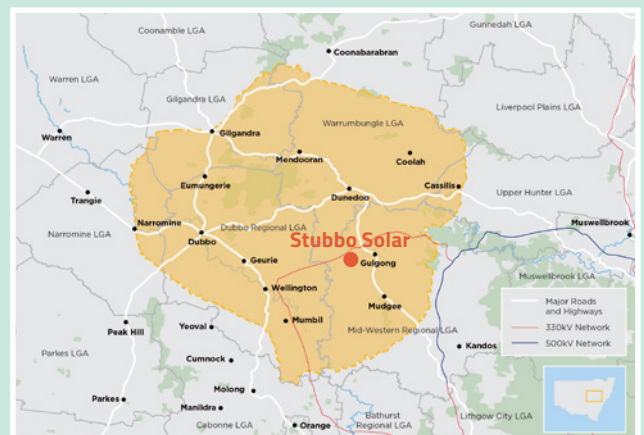 Coonamble LGA
Gunnedah LGA
Coonabarabran
Warren LGA
Gilgandra LGA
Liverpool Plains LGA
Warrumbungle LGA
Warren
Gilgandra
Mendooran
Coolah
Eumungerie
Cassilis
Trangie
Dunedoo
Upper Hunter LGA
Narromine
Dubbo Regional LGA
Muswellbrook
Narromine LGA
Dubbo
Stubbo Solar
Geurie
Gulgong
Muswellbrook LGA
Wellington
Mudgee
Major Roads
and Highways
Peak Hill
Yeoval
Mumbil
Mid-Western Regional LGA
330kV Network
Kandos
500kV Network
Parkes LGA
Cumnock
Molong
Parkes
Manildra
Cabonne LGA
Orange
Bathurst
Regional LGA
Lithgow City LGA